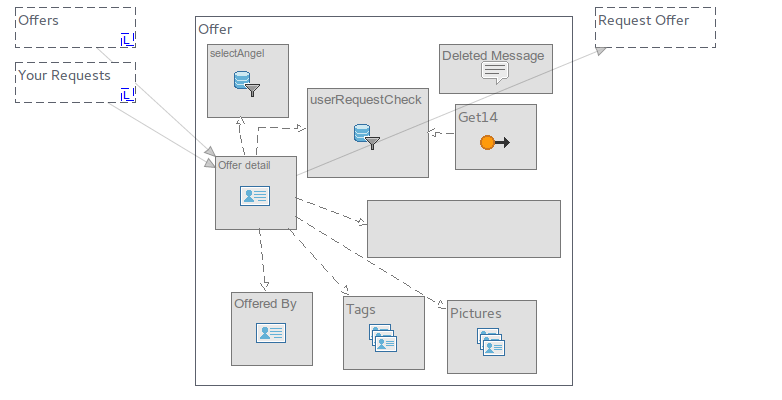 Offers
Your Requests
Offer
selectAngel
Deleted Message
userRequestCheck
Get14
Offer detail
Offered By
Tags
Pictures
Request Offer